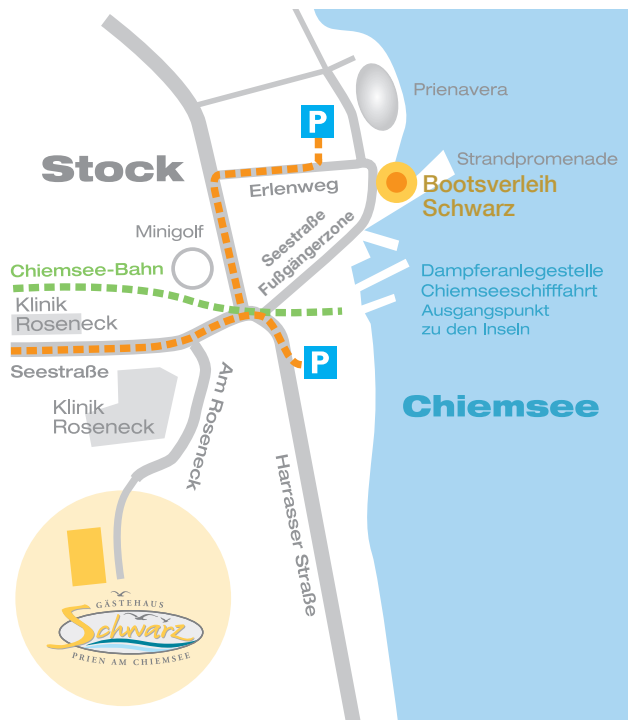 Prienavera
P
Stock
Strandpromenade
Bootsverleih
Schwarz
Erlenweg
Seestraße
Fußgängerzone
Minigolf
Chiemsee-Bahn
Dampferanlegestelle
Chiemseeschifffahrt
Ausgangspunkt
zu den Inseln
Klinik
Roseneck
P
Seestraße
Am Roseneck
Klinik
Roseneck
Chiemsee
Harrasser Straße
GÄSTEHAUS
Schwarz
PRIEN AM CHIEMSEE